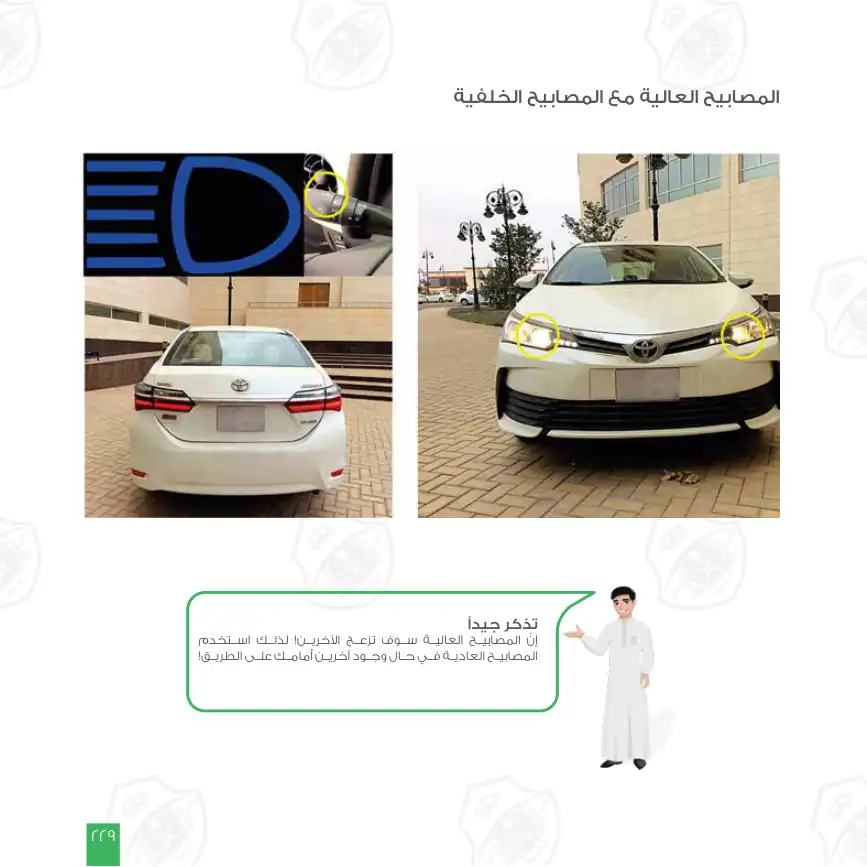 المصابيح العالية مع المصابيح الخلفية
تذكر جيداً
إنّ المصابيح العالية سوف تزعج الآخرين! لذلك استخدم
المصابيح العادية في حال وجود آخرين أمامك على الطريق!
٢٢٩